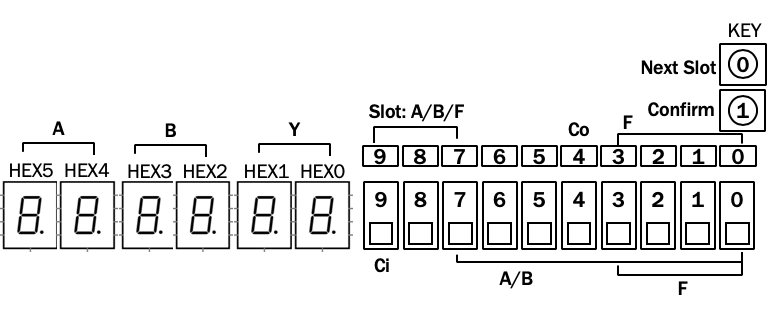 KEY
Next Slot 0
Confirm 1
Slot: A/B/F Co F
A B Y
9 8 7 6 5 4 3 2 1 0
HEX5 HEX4 HEX3 HEX2 HEX1 HEX0
8. 8. 8. 8. 8. 8.
9 8 7 6 5 4 3 2 1 0
Ci A/B F